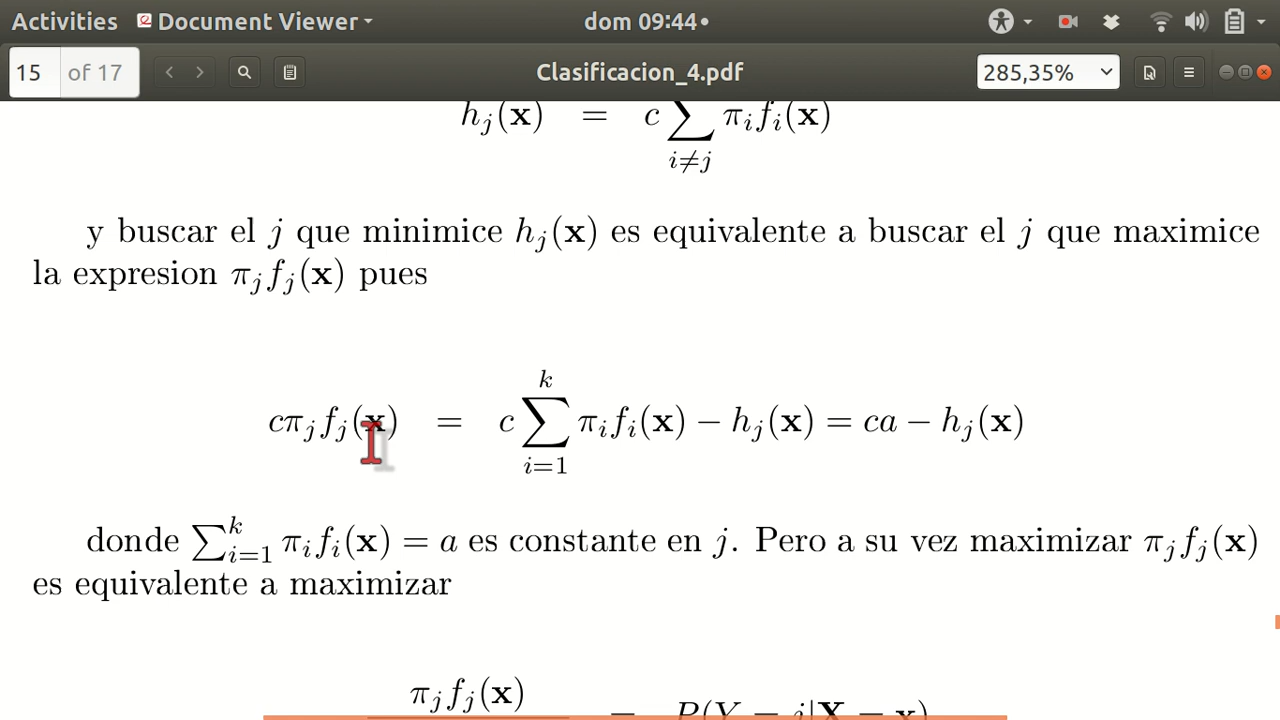 Activities Document Viewer dom 09:44
15 of 17 Clasificacion_4.pdf 285,35%
h_j(x) = c ∑_{i≠j} π_i f_i(x)
y buscar el j que minimice h_j(x) es equivalente a buscar el j que maximice
la expresion π_j f_j(x) pues
cπ_j f_j(x) = c ∑_{i=1}^{k} π_i f_i(x) − h_j(x) = ca − h_j(x)
donde ∑_{i=1}^{k} π_i f_i(x) = a es constante en j. Pero a su vez maximizar π_j f_j(x)
es equivalente a maximizar
π_j f_j(x) = P(Y = j|X = x)